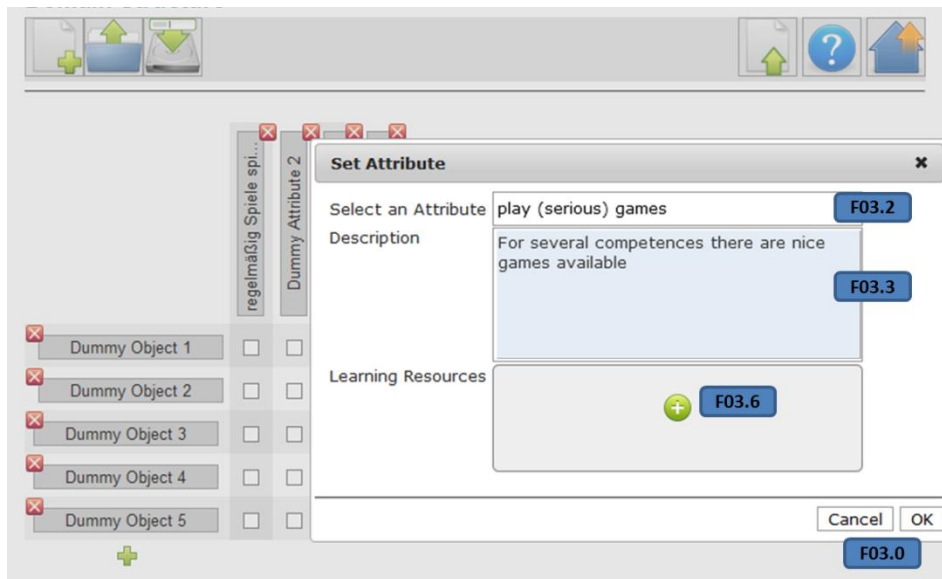 regelmäßig Spiele spi...
Dummy Attribute 2
Set Attribute
Select an Attribute play (serious) games F03.2
Description For several competences there are nice
games available
F03.3
Dummy Object 1
Dummy Object 2
Learning Resources
F03.6
Dummy Object 3
Dummy Object 4
Dummy Object 5
Cancel OK
F03.0